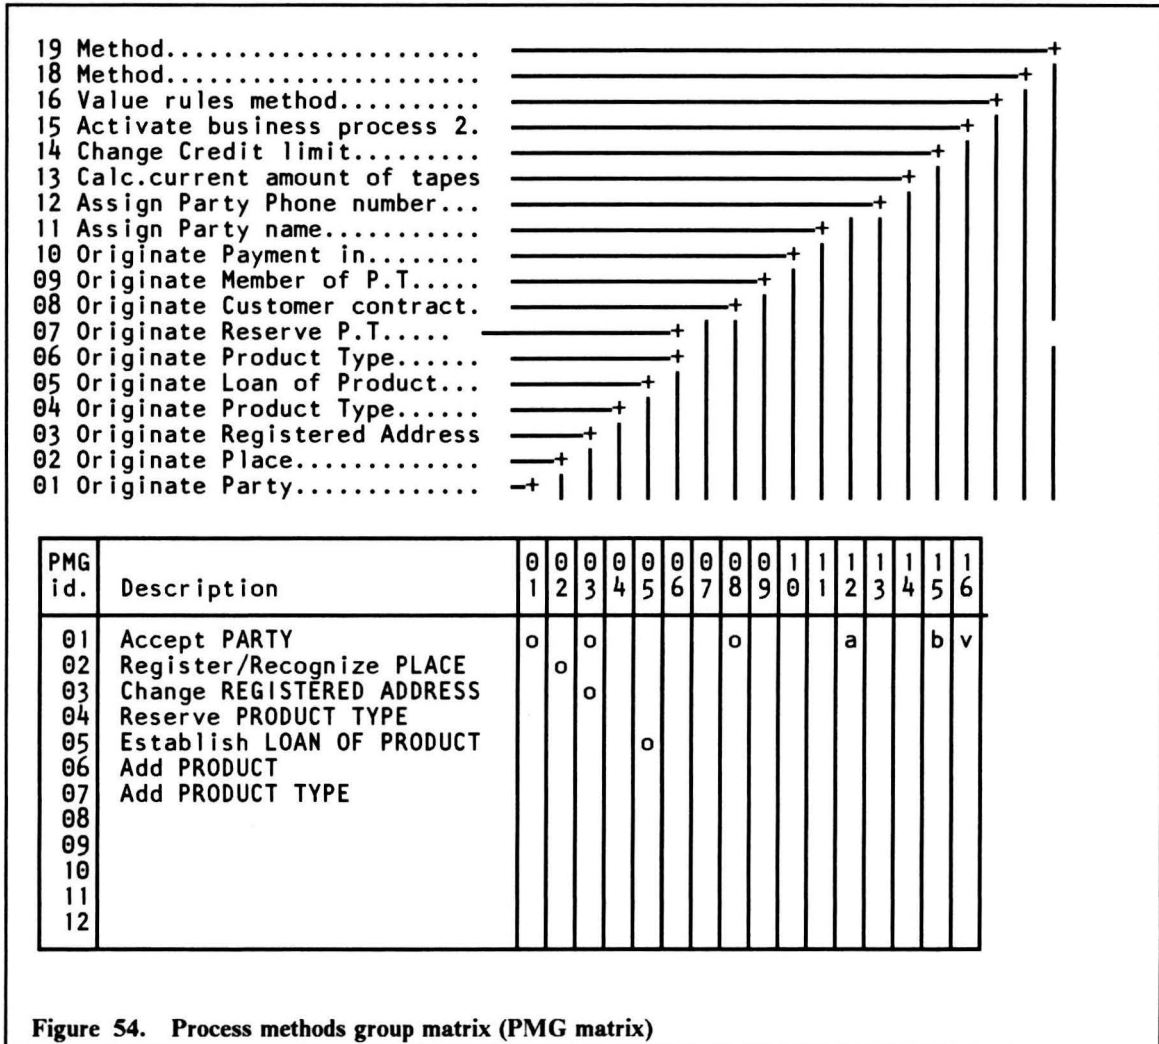 19 Method......................
18 Method......................
16 Value rules method..........
15 Activate business process 2.
14 Change Credit limit.........
13 Calc.current amount of tapes
12 Assign Party Phone number...
11 Assign Party name...........
10 Originate Payment in........
09 Originate Member of P.T.....
08 Originate Customer contract.
07 Originate Reserve P.T.....
06 Originate Product Type......
05 Originate Loan of Product...
04 Originate Product Type......
03 Originate Registered Address
02 Originate Place.............
01 Originate Party.............
PMG id. Description 01 02 03 04 05 06 07 08 09 10 11 12 13 14 15 16
01 Accept PARTY o o o a b v
02 Register/Recognize PLACE o
03 Change REGISTERED ADDRESS o
04 Reserve PRODUCT TYPE
05 Establish LOAN OF PRODUCT o
06 Add PRODUCT
07 Add PRODUCT TYPE
08
09
10
11
12
Figure 54. Process methods group matrix (PMG matrix)